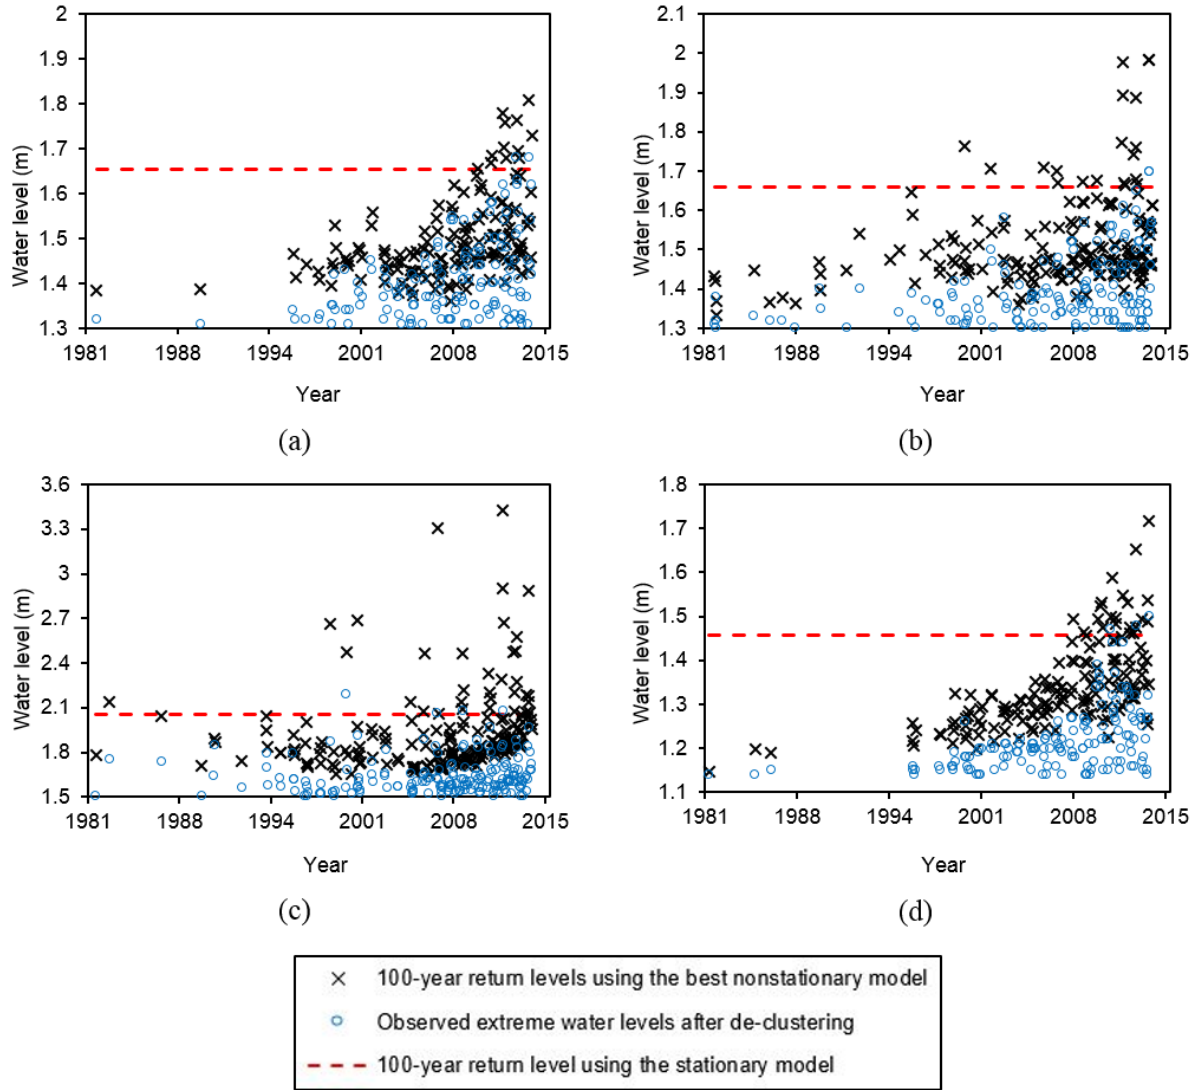 2
1.9
1.8
1.7
1.6
1.5
1.4
1.3
Water level (m)
1981 1988 1994 2001 2008 2015
Year
(a)
2.1
2
1.9
1.8
1.7
1.6
1.5
1.4
1.3
Water level (m)
1981 1988 1994 2001 2008 2015
Year
(b)
3.6
3.3
3
2.7
2.4
2.1
1.8
1.5
Water level (m)
1981 1988 1994 2001 2008 2015
Year
(c)
1.8
1.7
1.6
1.5
1.4
1.3
1.2
1.1
Water level (m)
1981 1988 1994 2001 2008 2015
Year
(d)
100-year return levels using the best nonstationary model
Observed extreme water levels after de-clustering
100-year return level using the stationary model